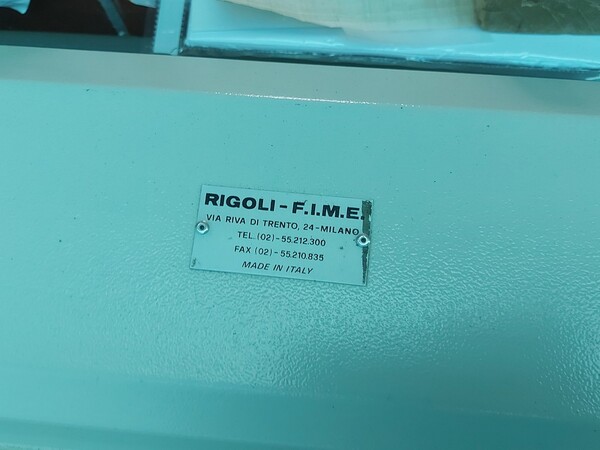 RIGOLI - F.I.M.E.
VIA RIVA DI TRENTO, 24-MILANO
TEL. (02) - 55.212.300
FAX (02) - 55.210.835
MADE IN ITALY